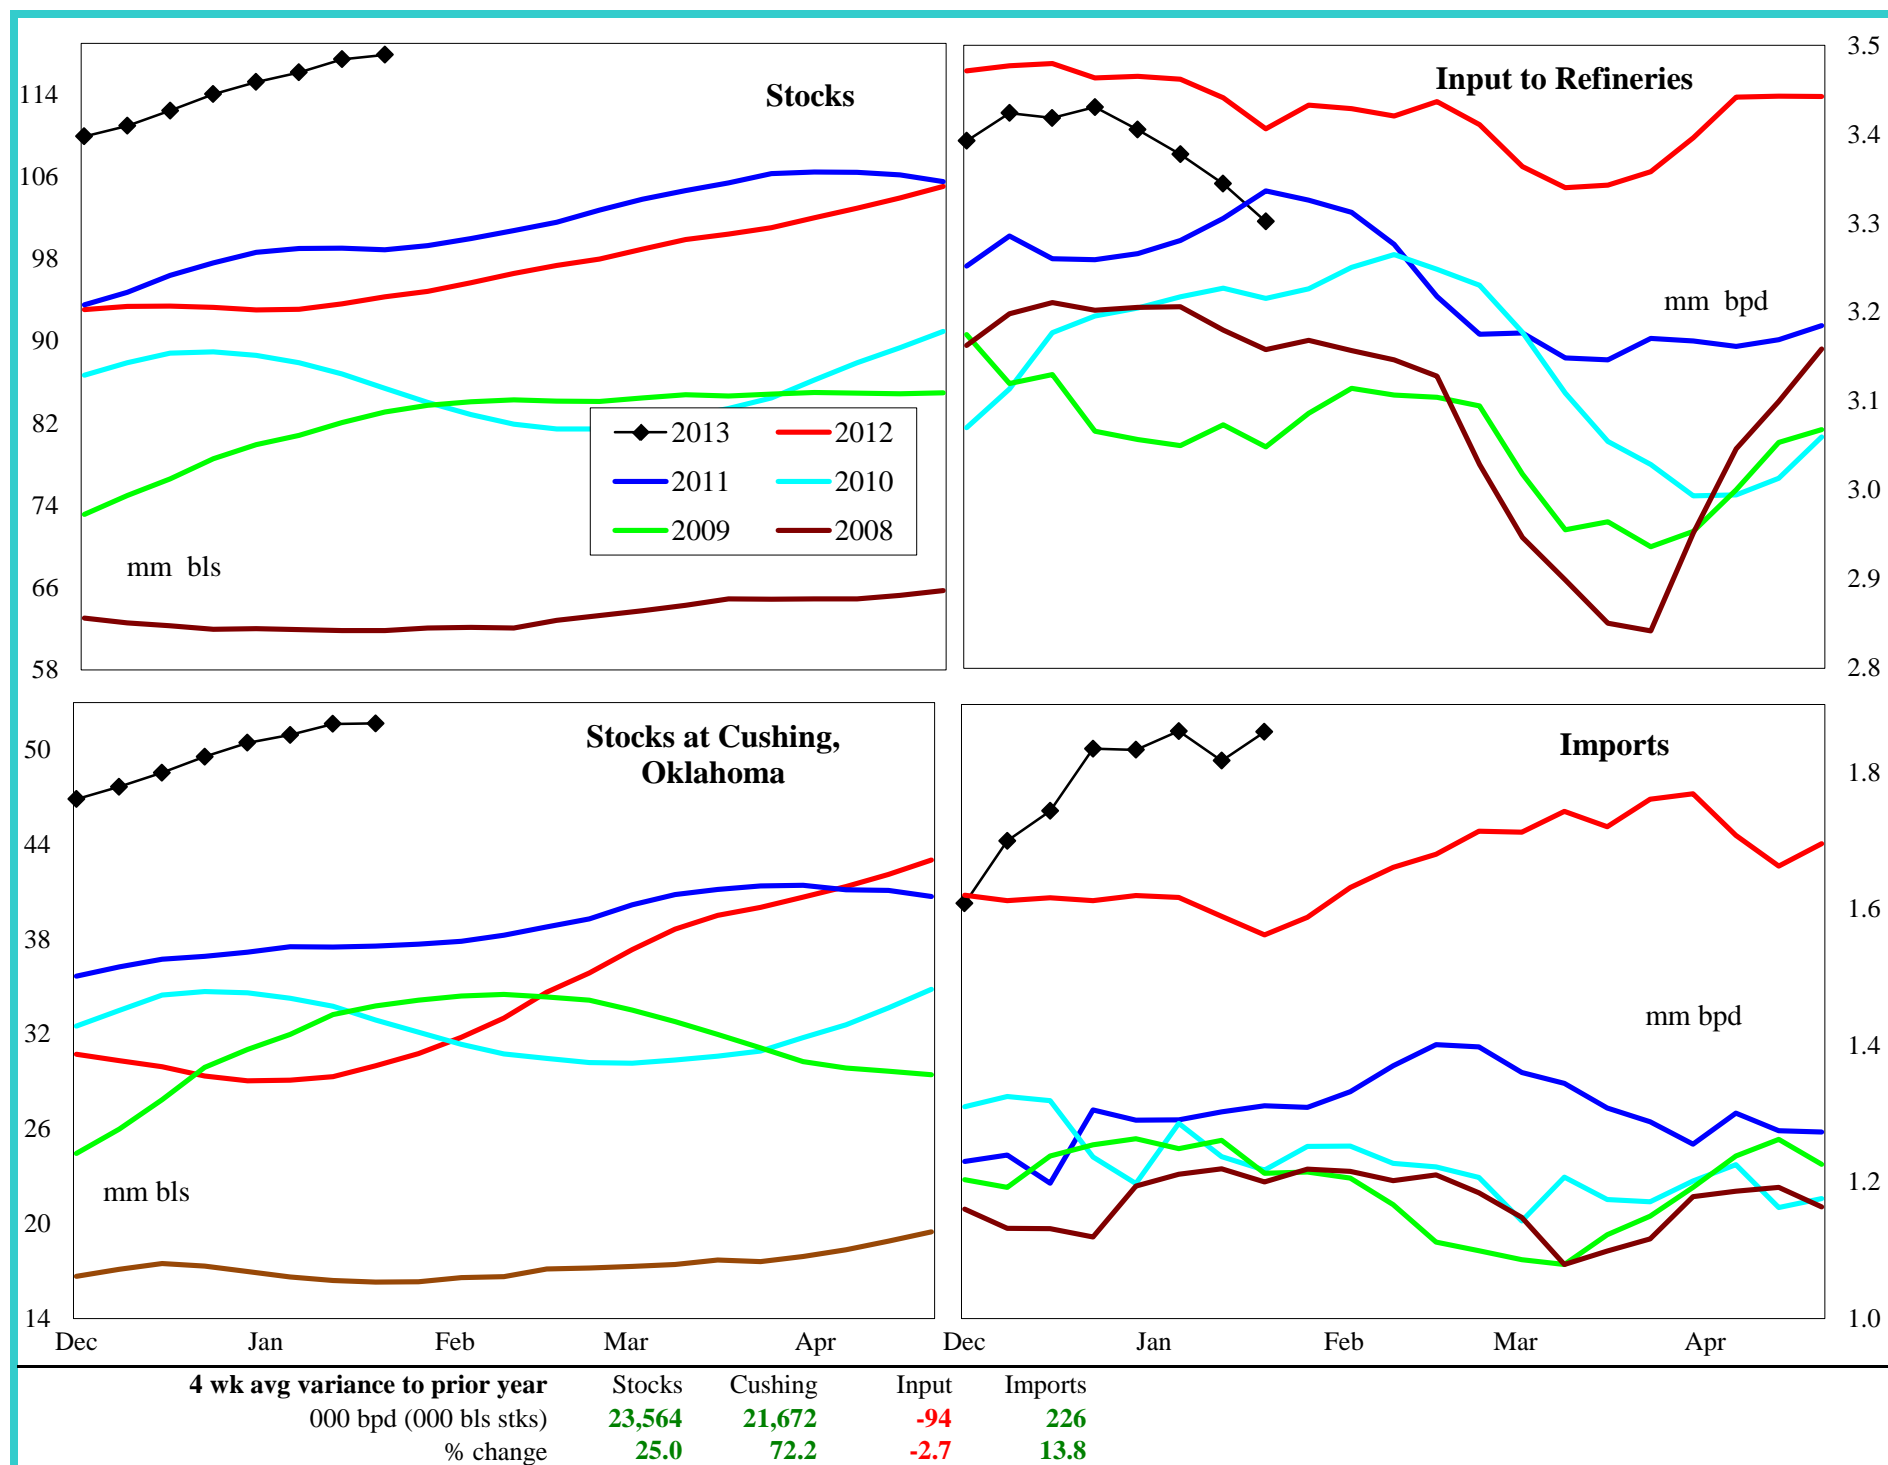 Stocks
114
106
98
90
82
74
66
58
mm bls
2013 2012
2011 2010
2009 2008
Input to Refineries
3.5
3.4
3.3
3.2
3.1
3.0
2.9
2.8
mm bpd
Stocks at Cushing,
Oklahoma
50
44
38
32
26
20
14
mm bls
Dec Jan Feb Mar Apr
Imports
1.8
1.6
1.4
1.2
1.0
mm bpd
Dec Jan Feb Mar Apr
4 wk avg variance to prior year Stocks Cushing Input Imports
000 bpd (000 bls stks) 23,564 21,672 -94 226
% change 25.0 72.2 -2.7 13.8